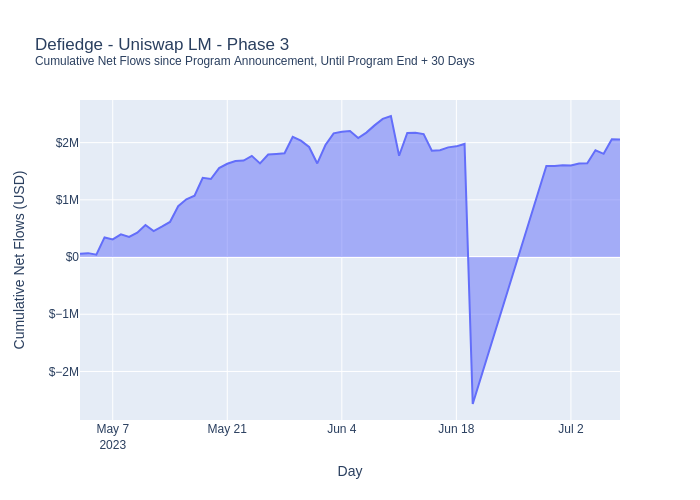 Defiedge - Uniswap LM - Phase 3
Cumulative Net Flows since Program Announcement, Until Program End + 30 Days
Cumulative Net Flows (USD)
$2M
$1M
$0
$−1M
$−2M
May 7
2023
May 21
Jun 4
Jun 18
Jul 2
Day